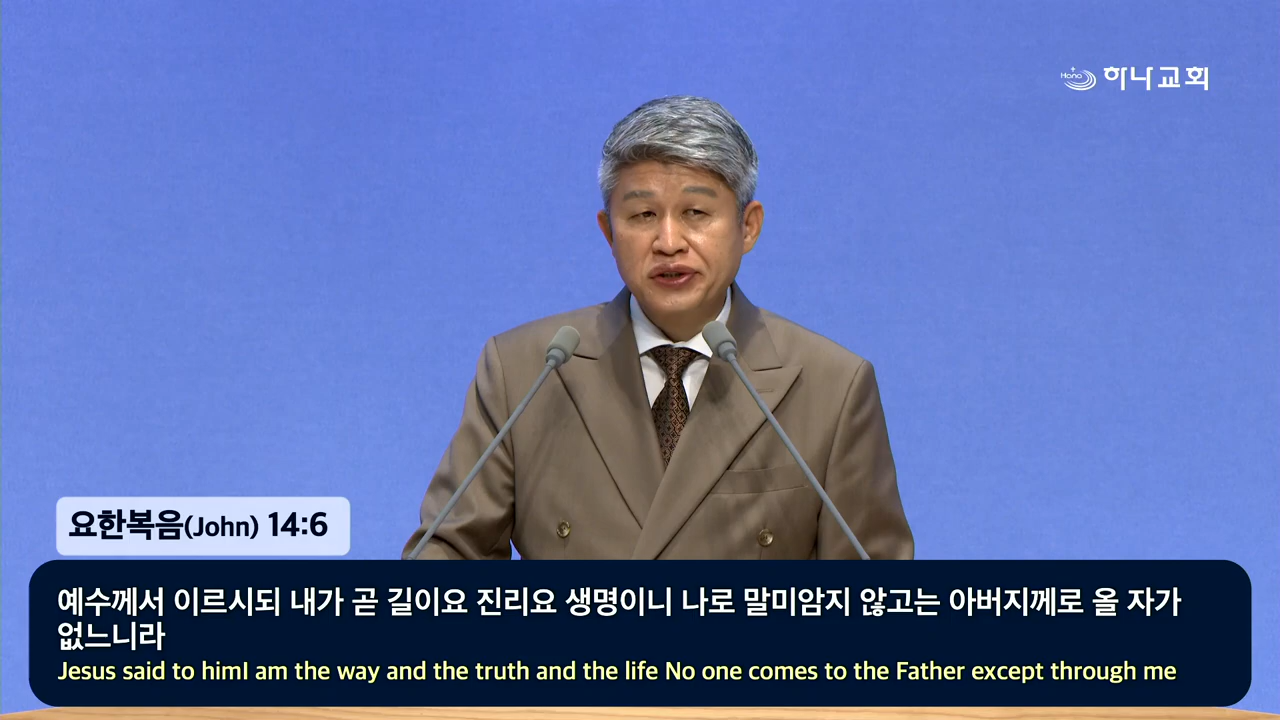 Hana 하나교회
요한복음(John) 14:6
예수께서 이르시되 내가 곧 길이요 진리요 생명이니 나로 말미암지 않고는 아버지께로 올 자가
없느니라
Jesus said to himI am the way and the truth and the life No one comes to the Father except through me